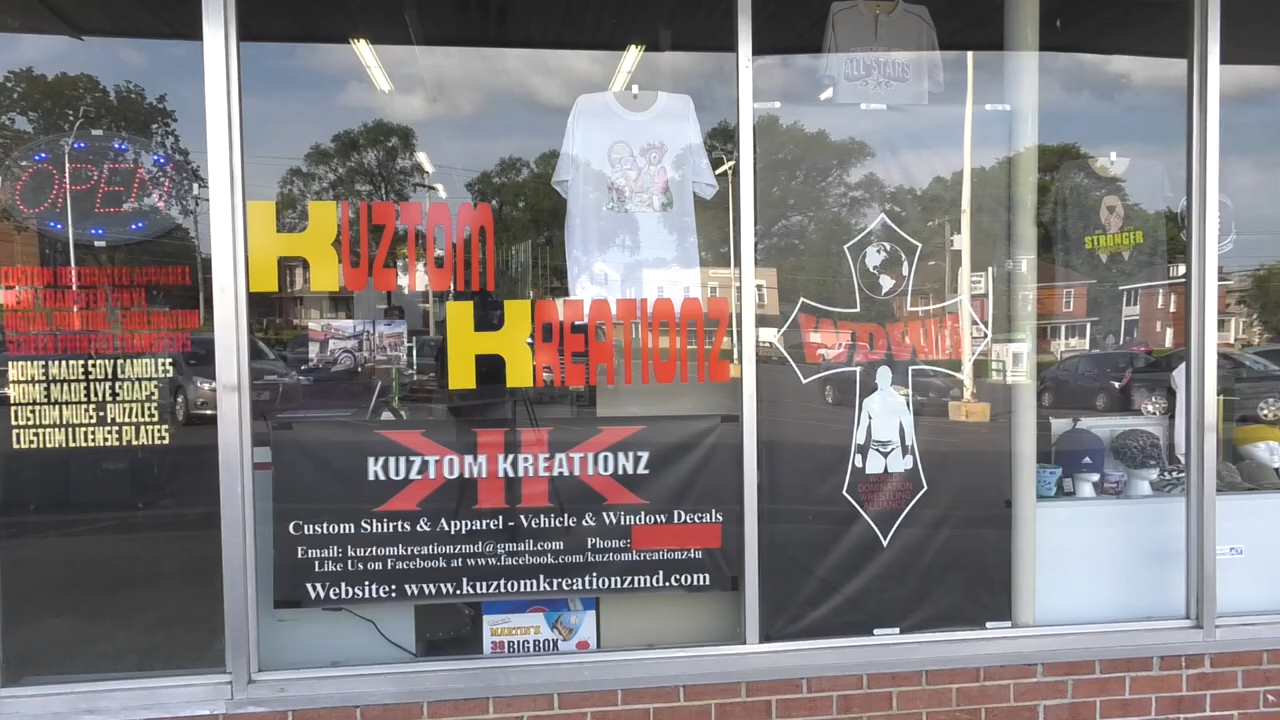 OPEN
CUSTOM DECORATED APPAREL
HEAT TRANSFER VINYL
SCREEN PRINTED TRANSFERS
HOME MADE SOY CANDLES
HOME MADE LYE SOAPS
CUSTOM MUGS - PUZZLES
CUSTOM LICENSE PLATES
KUZTOM
KREATIONZ
KK
KUZTOM KREATIONZ
Custom Shirts & Apparel - Vehicle & Window Decals
Email: kuztomkreationzmd@gmail.com Phone:
Like Us on Facebook at www.facebook.com/kuztomkreationz4u
Website: www.kuztomkreationzmd.com
MARTIN'S
BIG BOX
ALL-STARS
WORLD
DOMINATION
WRESTLING
ALLIANCE
STRONGER